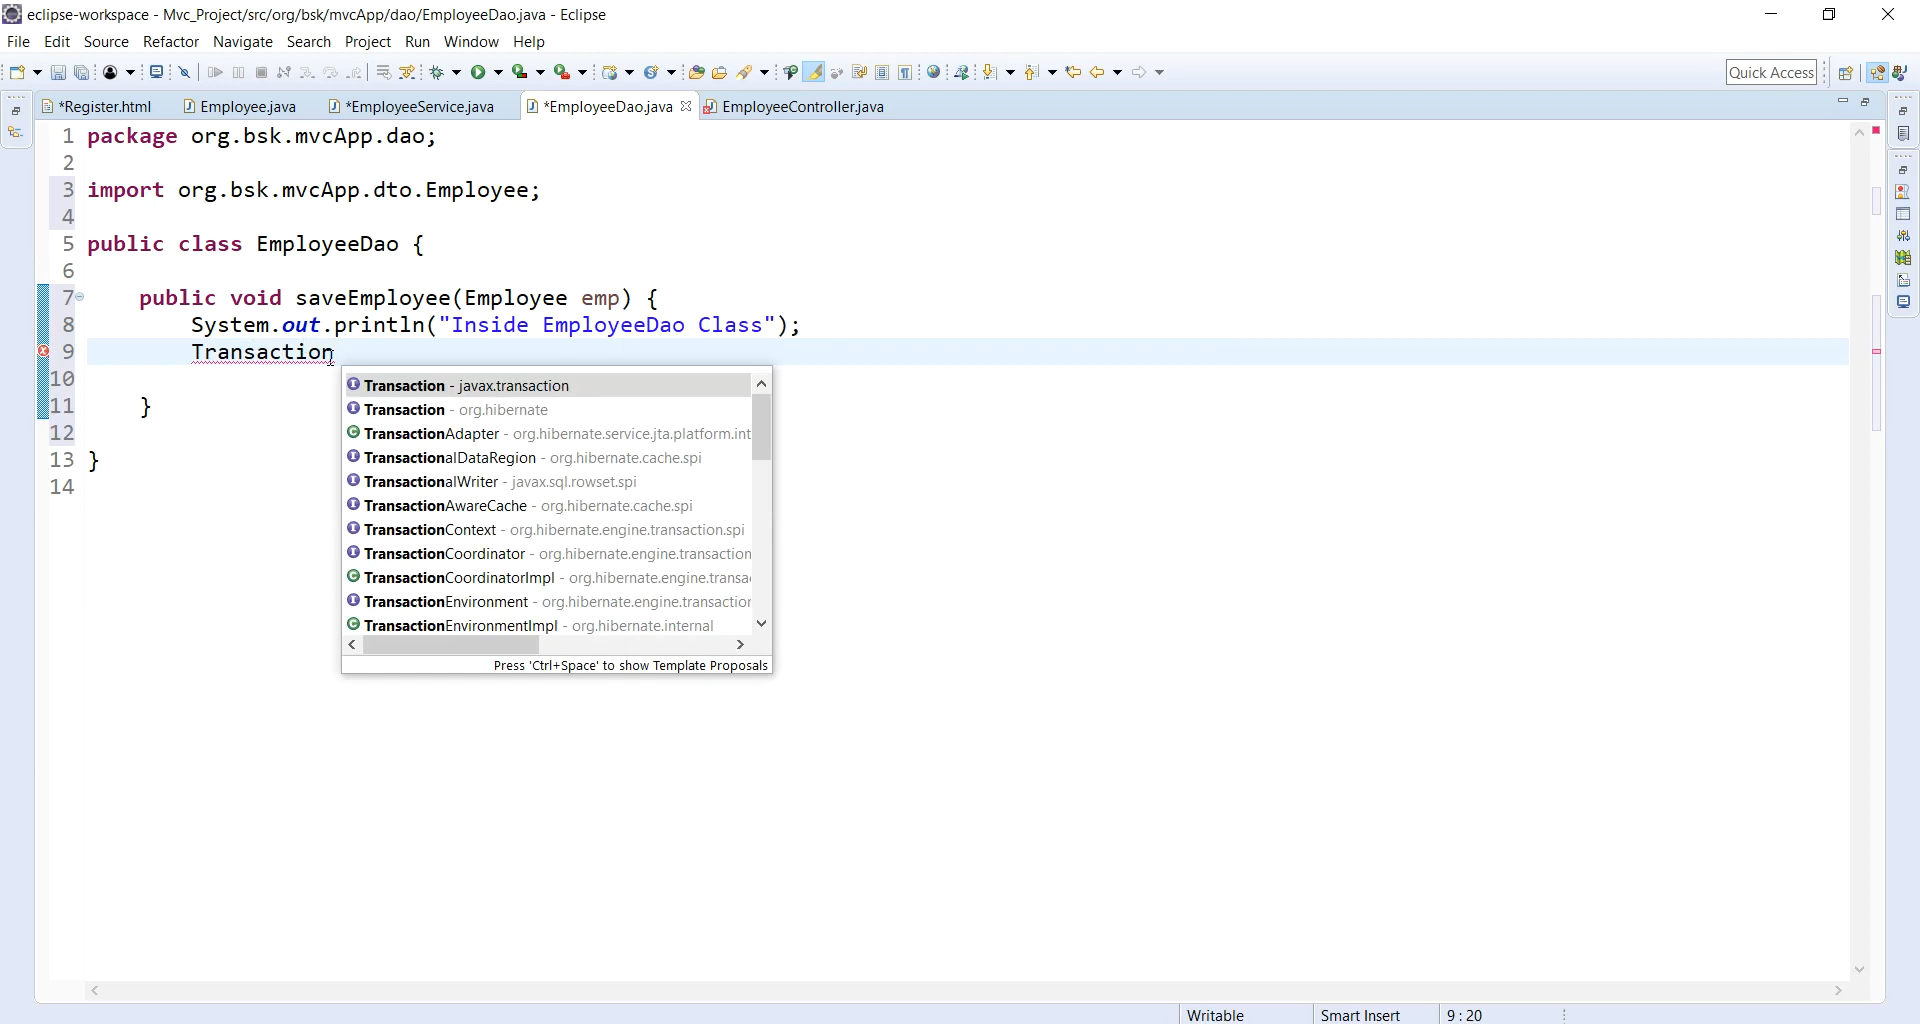 eclipse-workspace - Mvc_Project/src/org/bsk/mvcApp/dao/EmployeeDao.java - Eclipse
File Edit Source Refactor Navigate Search Project Run Window Help
Quick Access
*Register.html Employee.java *EmployeeService.java *EmployeeDao.java EmployeeController.java
1 package org.bsk.mvcApp.dao;
2
3 import org.bsk.mvcApp.dto.Employee;
4
5 public class EmployeeDao {
6
7 public void saveEmployee(Employee emp) {
8 System.out.println("Inside EmployeeDao Class");
9 Transaction
10
11 }
12
13 }
14
Transaction - javax.transaction
Transaction - org.hibernate
TransactionAdapter - org.hibernate.service.jta.platform.int
TransactionalDataRegion - org.hibernate.cache.spi
TransactionalWriter - javax.sql.rowset.spi
TransactionAwareCache - org.hibernate.cache.spi
TransactionContext - org.hibernate.engine.transaction.spi
TransactionCoordinator - org.hibernate.engine.transaction
TransactionCoordinatorImpl - org.hibernate.engine.transa
TransactionEnvironment - org.hibernate.engine.transaction
TransactionEnvironmentImpl - org.hibernate.internal
Press 'Ctrl+Space' to show Template Proposals
Writable Smart Insert 9 : 20